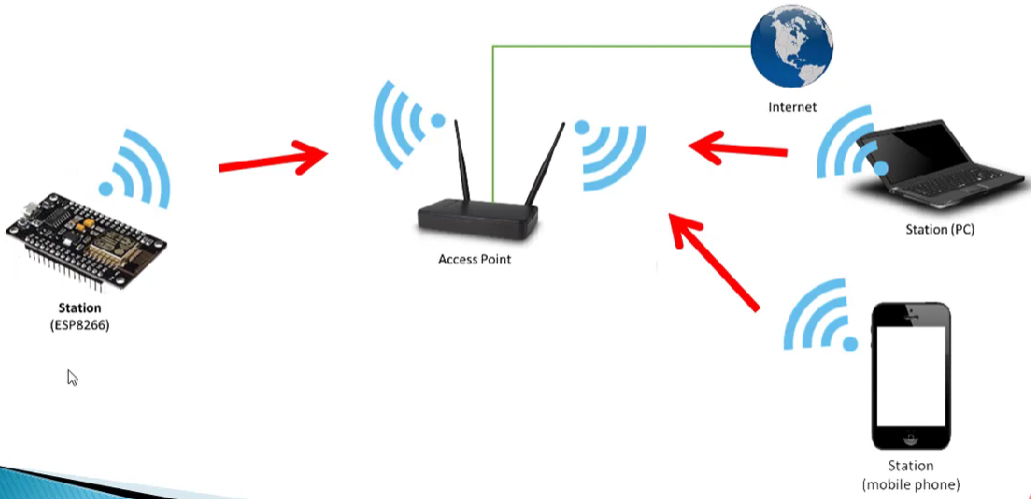 Internet
Station (PC)
Access Point
Station
(ESP8266)
Station
(mobile phone)